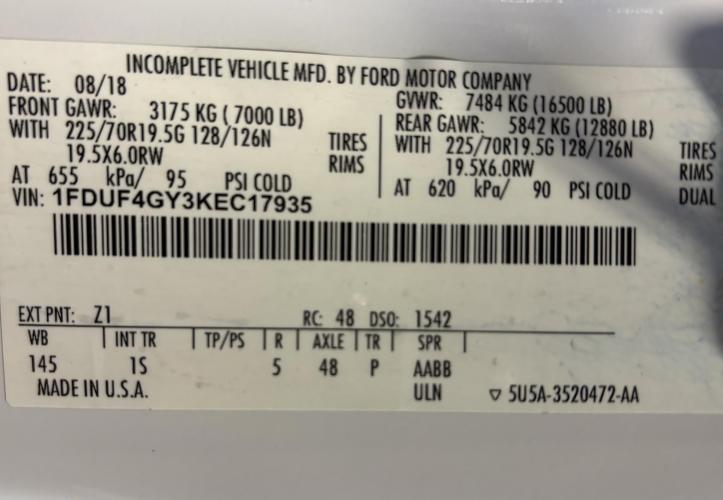 INCOMPLETE VEHICLE MFD. BY FORD MOTOR COMPANY
DATE: 08/18
FRONT GAWR: 3175 KG ( 7000 LB)
WITH 225/70R19.5G 128/126N TIRES
19.5X6.0RW RIMS
AT 655 kPa/ 95 PSI COLD
GVWR: 7484 KG (16500 LB)
REAR GAWR: 5842 KG (12880 LB)
WITH 225/70R19.5G 128/126N TIRES
19.5X6.0RW RIMS
AT 620 kPa/ 90 PSI COLD DUAL
VIN: 1FDUF4GY3KEC17935
EXT PNT: Z1 RC: 48 DSO: 1542
WB INT TR TP/PS R AXLE TR SPR
145 1S 5 48 P AABB
MADE IN U.S.A. ULN ▽ 5U5A-3520472-AA